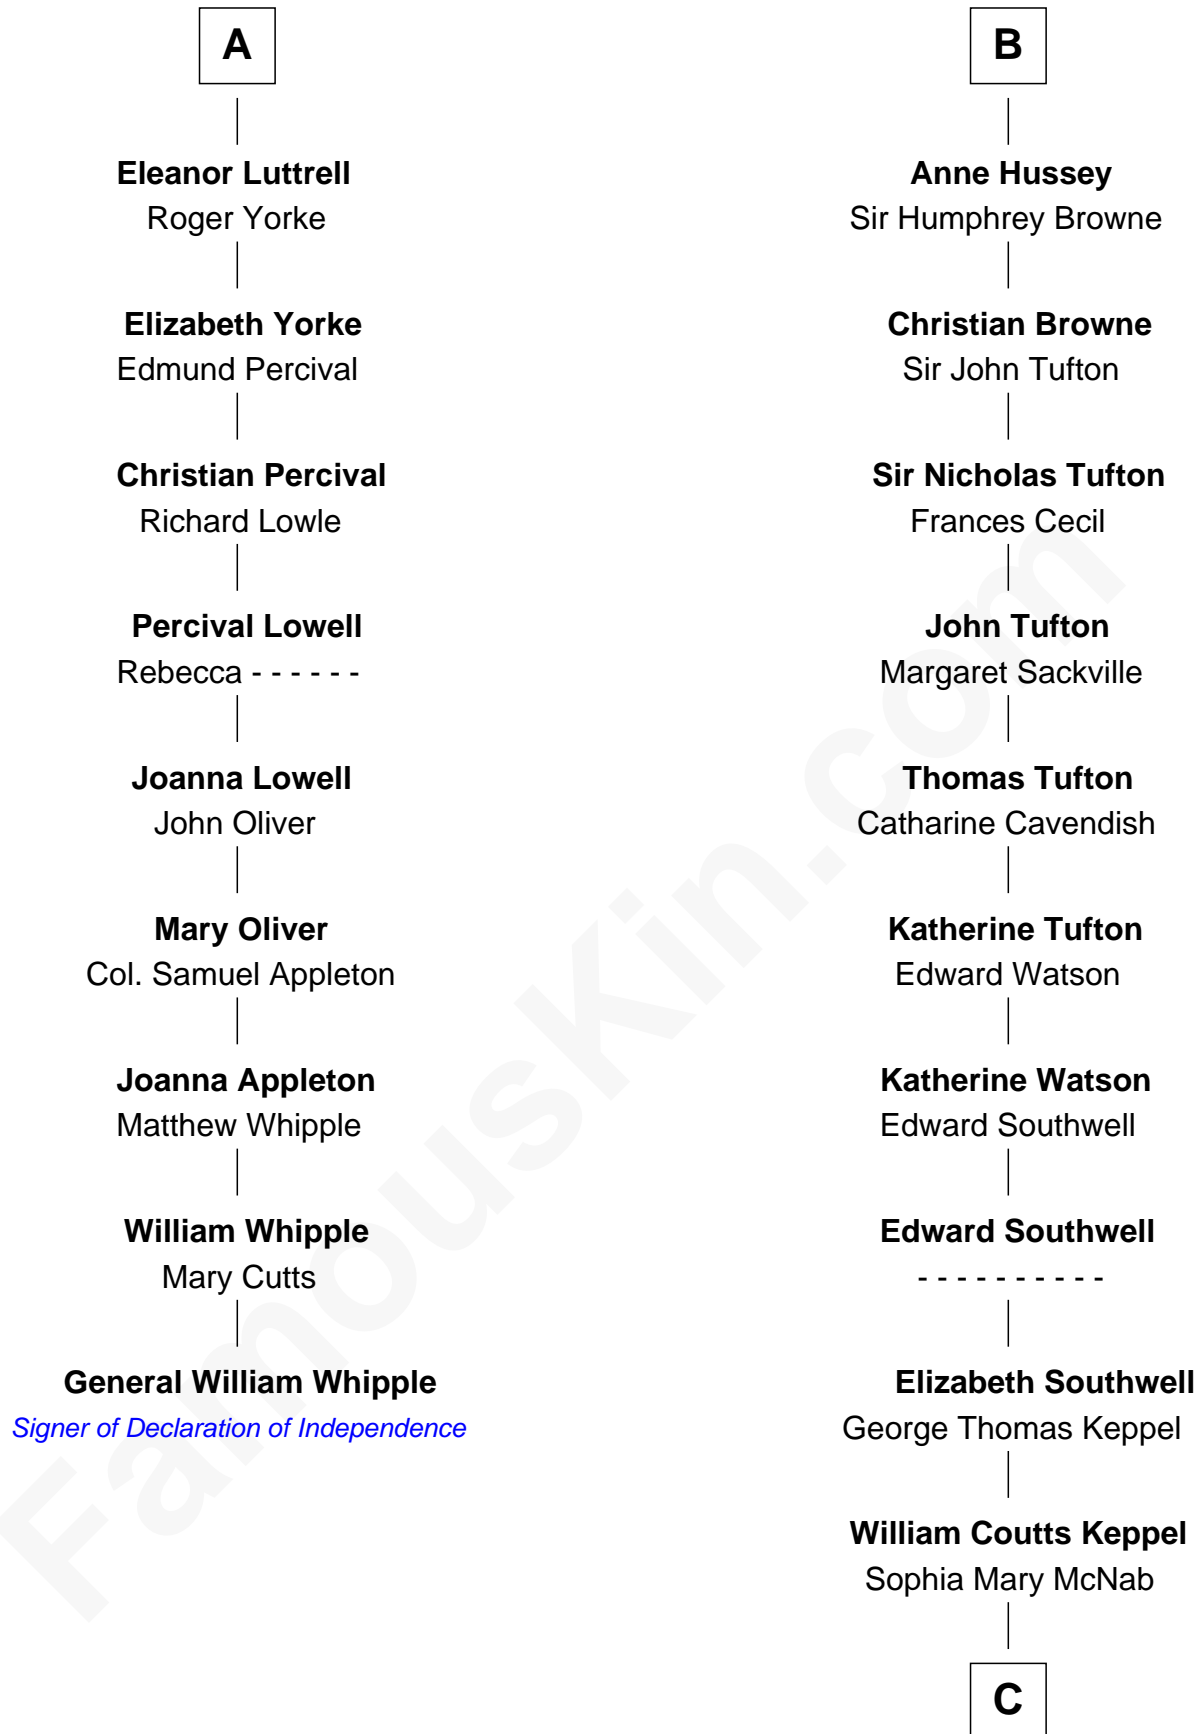 A
Eleanor Luttrell
Roger Yorke
Elizabeth Yorke
Edmund Percival
Christian Percival
Richard Lowle
Percival Lowell
Rebecca - - - - - -
Joanna Lowell
John Oliver
Mary Oliver
Col. Samuel Appleton
Joanna Appleton
Matthew Whipple
William Whipple
Mary Cutts
General William Whipple
Signer of Declaration of Independence
B
Anne Hussey
Sir Humphrey Browne
Christian Browne
Sir John Tufton
Sir Nicholas Tufton
Frances Cecil
John Tufton
Margaret Sackville
Thomas Tufton
Catharine Cavendish
Katherine Tufton
Edward Watson
Katherine Watson
Edward Southwell
Edward Southwell
- - - - - - - - - -
Elizabeth Southwell
George Thomas Keppel
William Coutts Keppel
Sophia Mary McNab
C
FamousKin.com